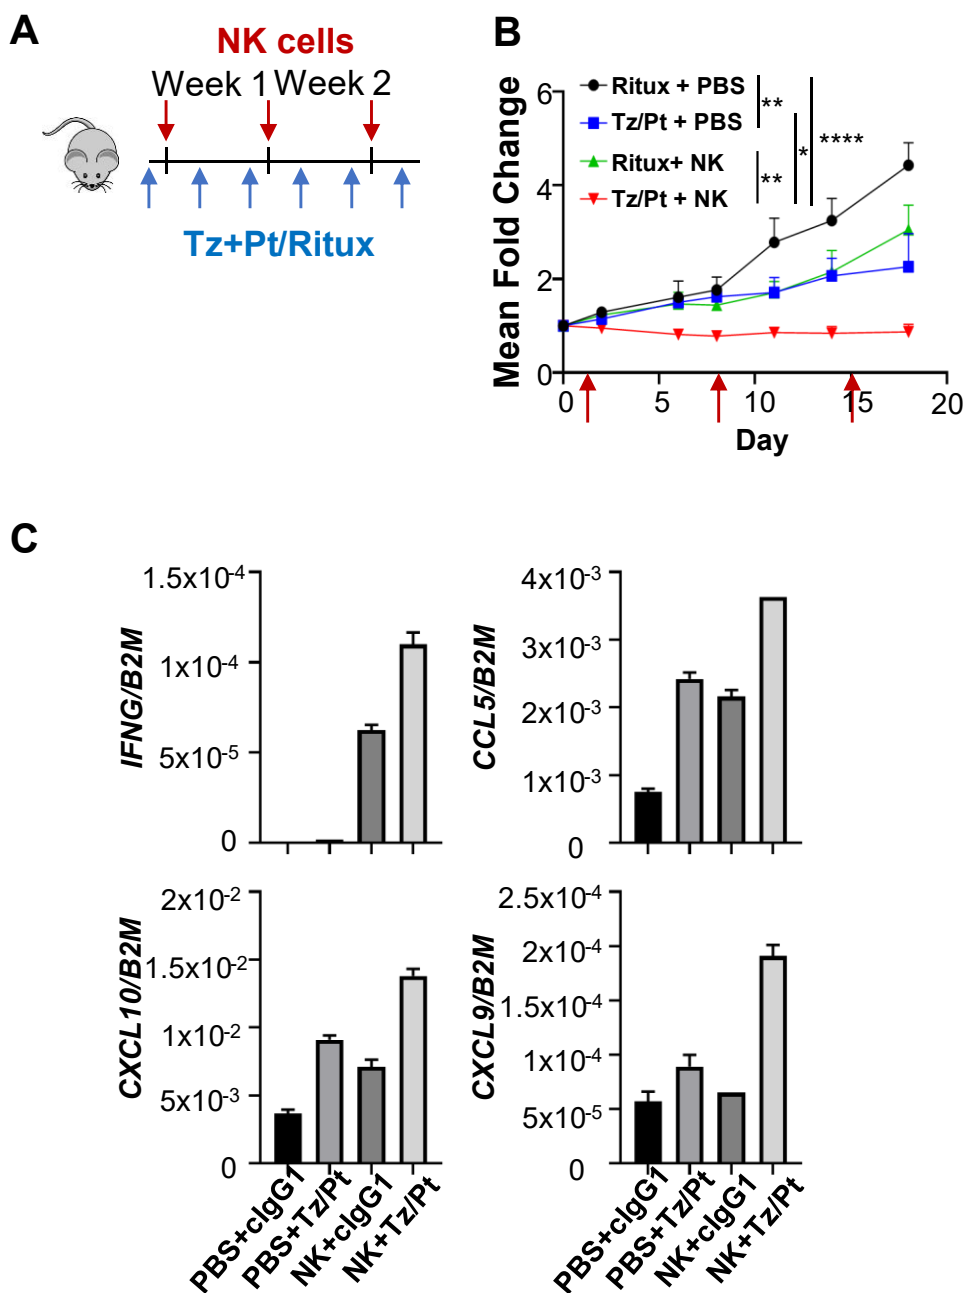 A
NK cells
Week 1 Week 2
Tz+Pt/Ritux
B
Mean Fold Change
6
4
2
0
Ritux + PBS
Tz/Pt + PBS
Ritux+ NK
Tz/Pt + NK
**
**
*
****
0 5 10 15 20
Day
C
IFNG/B2M
1.5x10-4
1x10-4
5x10-5
0
CCL5/B2M
4x10-3
3x10-3
2x10-3
1x10-3
0
CXCL10/B2M
2x10-2
1.5x10-2
1x10-2
5x10-3
0
PBS+cIgG1
PBS+Tz/Pt
NK+cIgG1
NK+Tz/Pt
CXCL9/B2M
2.5x10-4
2x10-4
1.5x10-4
1x10-4
5x10-5
0
PBS+cIgG1
PBS+Tz/Pt
NK+cIgG1
NK+Tz/Pt